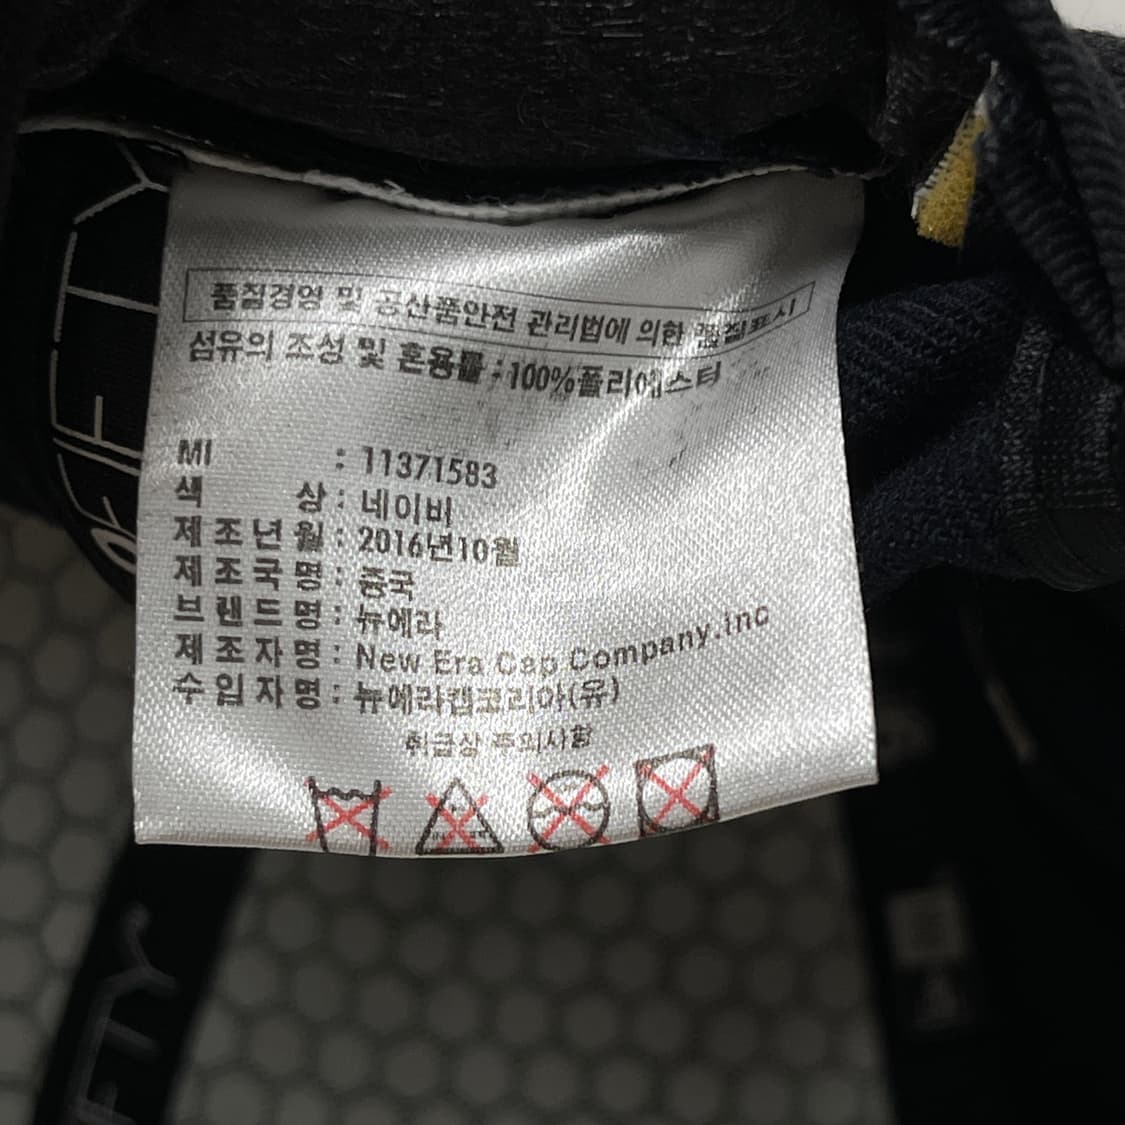 품질경영 및 공산품안전 관리법에 의한 품질표시
섬유의 조성 및 혼용률 : 100%폴리에스터
MI : 11371583
색 상 : 네이비
제조년월 : 2016년10월
제조국명 : 중국
브랜드명 : 뉴에라
제조자명 : New Era Cap Company.inc
수입자명 : 뉴에라캡코리아(유)
취급상 주의사항
FTY